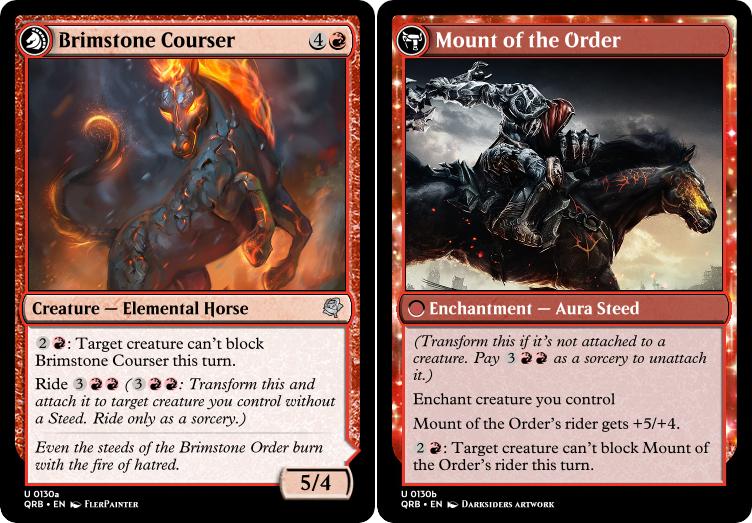 Brimstone Courser 4
Creature — Elemental Horse
2: Target creature can't block
Brimstone Courser this turn.
Ride 3 (3: Transform this and
attach it to target creature you control without
a Steed. Ride only as a sorcery.)
Even the steeds of the Brimstone Order burn
with the fire of hatred.
5/4
U 0130a
QRB • EN FlerPainter
Mount of the Order
Enchantment — Aura Steed
(Transform this if it's not attached to a
creature. Pay 3 as a sorcery to unattach
it.)
Enchant creature you control
Mount of the Order's rider gets +5/+4.
2: Target creature can't block Mount of
the Order's rider this turn.
U 0130b
QRB • EN Darksiders artwork